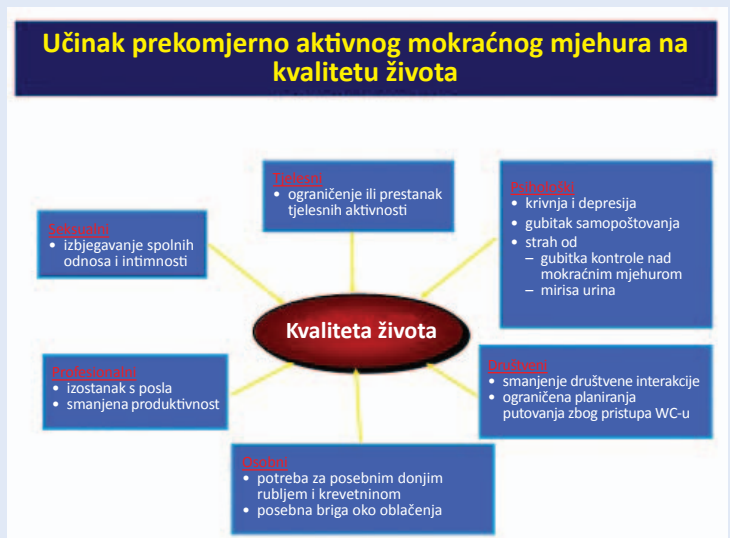 Učinak prekomjerno aktivnog mokraćnog mjehura na
kvalitetu života
Tjelesni
• ograničenje ili prestanak
tjelesnih aktivnosti
Psihološki
• krivnja i depresija
• gubitak samopoštovanja
• strah od
– gubitka kontrole nad
mokraćnim mjehurom
– mirisa urina
Seksualni
• izbjegavanje spolnih
odnosa i intimnosti
Kvaliteta života
Profesionalni
• izostanak s posla
• smanjena produktivnost
Društveni
• smanjenje društvene interakcije
• ograničena planiranja
putovanja zbog pristupa WC-u
Osobni
• potreba za posebnim donjim
rubljem i krevetninom
• posebna briga oko oblačenja